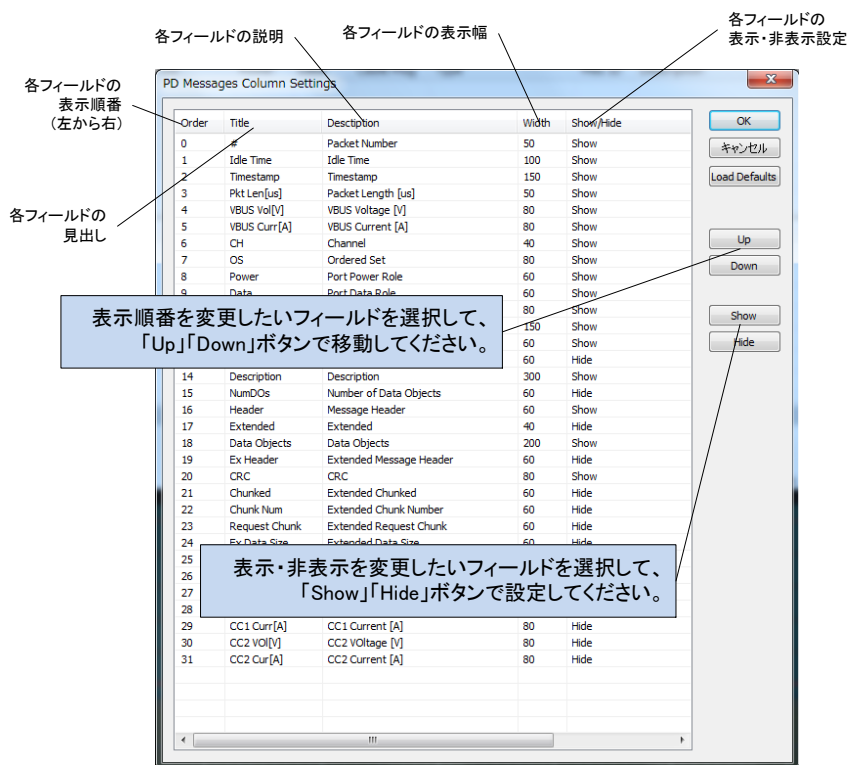 各フィールドの説明
各フィールドの表示幅
各フィールドの
表示・非表示設定
各フィールドの
表示順番
(左から右)
各フィールドの
見出し
PD Messages Column Settings
Order Title Desctiption Width Show/Hide
0 # Packet Number 50 Show
1 Idle Time Idle Time 100 Show
2 Timestamp Timestamp 150 Show
3 Pkt Len[us] Packet Length [us] 50 Show
4 VBUS Vol[V] VBUS Voltage [V] 80 Show
5 VBUS Curr[A] VBUS Current [A] 80 Show
6 CH Channel 40 Show
7 OS Ordered Set 80 Show
8 Power Port Power Role 60 Show
9 Data Port Data Role 60 Show
80 Show
150 Show
60 Show
60 Hide
表示順番を変更したいフィールドを選択して、
「Up」「Down」ボタンで移動してください。
14 Description Description 300 Show
15 NumDOs Number of Data Objects 60 Hide
16 Header Message Header 60 Show
17 Extended Extended 40 Hide
18 Data Objects Data Objects 200 Show
19 Ex Header Extended Message Header 60 Hide
20 CRC CRC 80 Show
21 Chunked Extended Chunked 60 Hide
22 Chunk Num Extended Chunk Number 60 Hide
23 Request Chunk Extended Request Chunk 60 Hide
24 Ex Data Size Extended Data Size 60 Hide
25
26
27
28
表示・非表示を変更したいフィールドを選択して、
「Show」「Hide」ボタンで設定してください。
29 CC1 Curr[A] CC1 Current [A] 80 Hide
30 CC2 VOl[V] CC2 VOltage [V] 80 Hide
31 CC2 Cur[A] CC2 Current [A] 80 Hide
OK
キャンセル
Load Defaults
Up
Down
Show
Hide